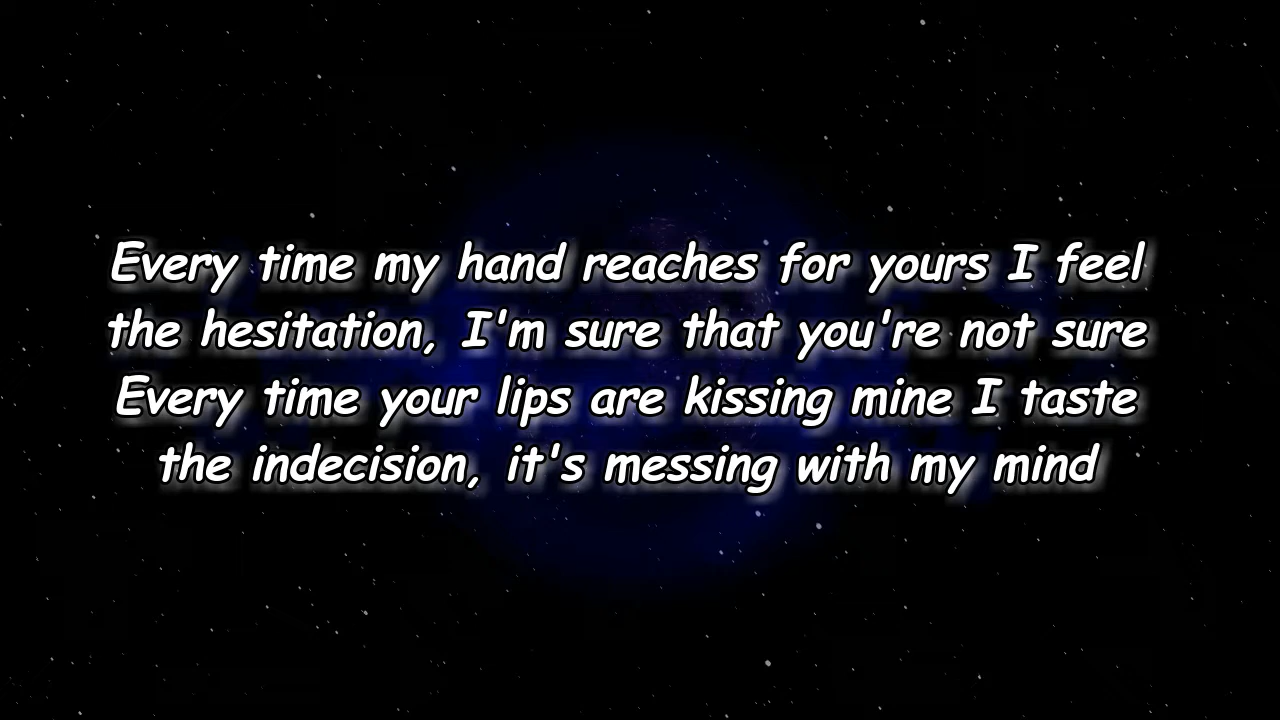 Every time my hand reaches for yours I feel
the hesitation, I'm sure that you're not sure
Every time your lips are kissing mine I taste
the indecision, it's messing with my mind